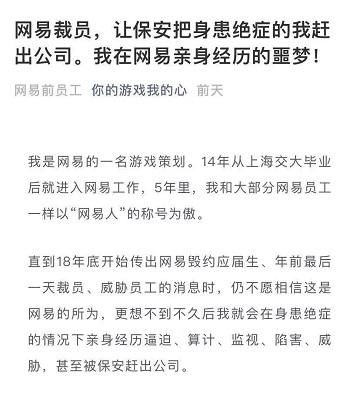 网易裁员，让保安把身患绝症的我赶
出公司。我在网易亲身经历的噩梦！
网易前员工 你的游戏我的心 前天
我是网易的一名游戏策划。14年从上海交大毕业
后就进入网易工作，5年里，我和大部分网易员工
一样以“网易人”的称号为傲。
直到18年底开始传出网易毁约应届生、年前最后
一天裁员、威胁员工的消息时，仍不愿相信这是
网易的所为，更想不到不久后我就会在身患绝症
的情况下亲身经历逼迫、算计、监视、陷害、威
胁，甚至被保安赶出公司。